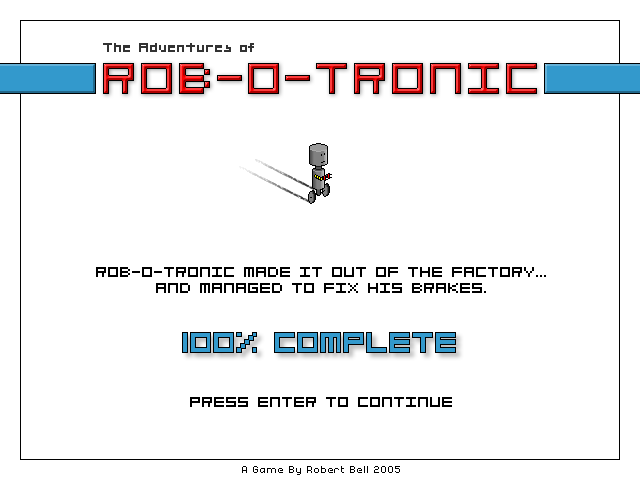 The Adventures of
ROB-O-TRONIC
ROB-O-TRONIC MADE IT OUT OF THE FACTORY...
AND MANAGED TO FIX HIS BRAKES.
100% COMPLETE
PRESS ENTER TO CONTINUE
A Game By Robert Bell 2005